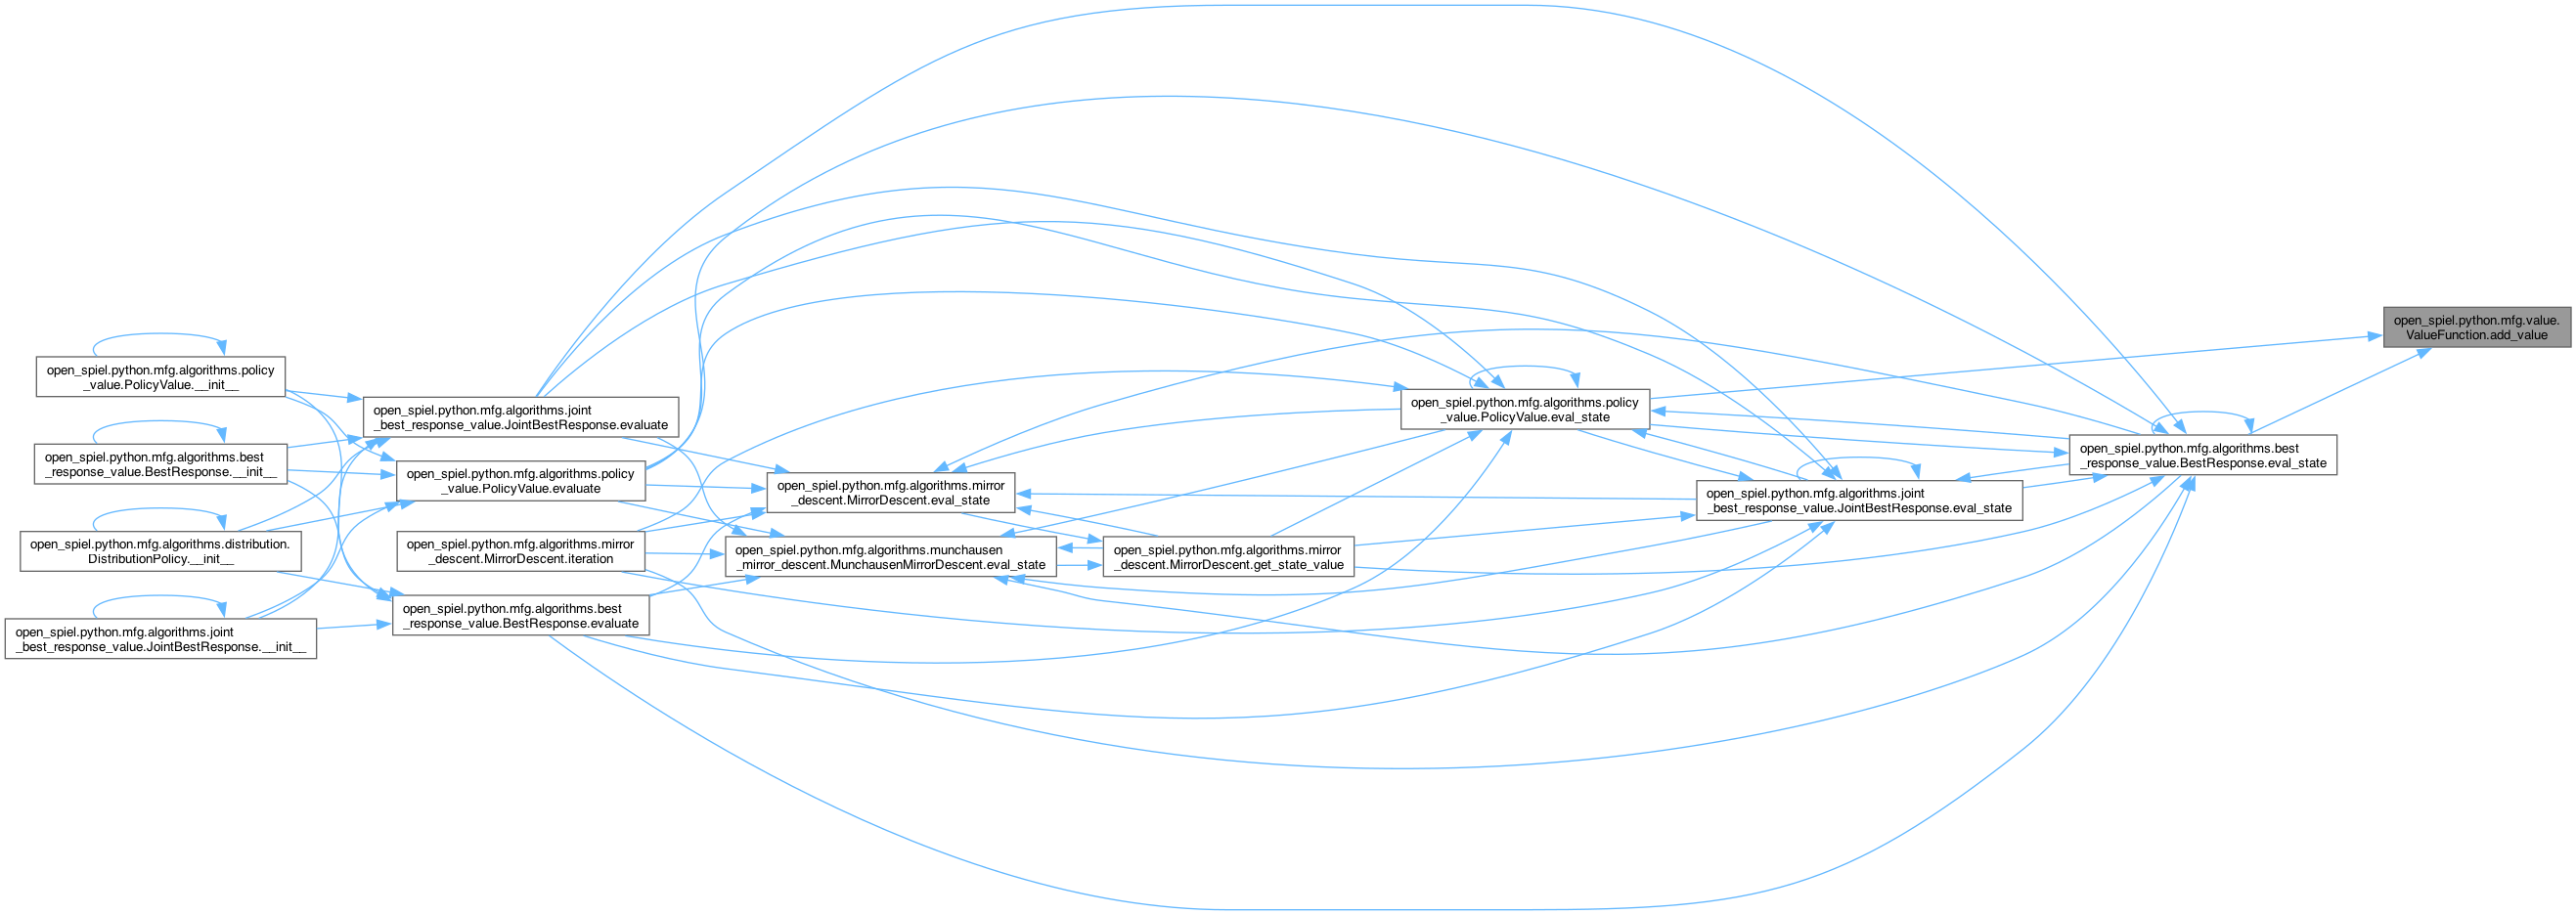 open_spiel.python.mfg.value.
ValueFunction.add_value
open_spiel.python.mfg.algorithms.policy
_value.PolicyValue.__init__
open_spiel.python.mfg.algorithms.joint
_best_response_value.JointBestResponse.evaluate
open_spiel.python.mfg.algorithms.policy
_value.PolicyValue.eval_state
open_spiel.python.mfg.algorithms.best
_response_value.BestResponse.__init__
open_spiel.python.mfg.algorithms.policy
_value.PolicyValue.evaluate
open_spiel.python.mfg.algorithms.mirror
_descent.MirrorDescent.eval_state
open_spiel.python.mfg.algorithms.joint
_best_response_value.JointBestResponse.eval_state
open_spiel.python.mfg.algorithms.best
_response_value.BestResponse.eval_state
open_spiel.python.mfg.algorithms.distribution.
DistributionPolicy.__init__
open_spiel.python.mfg.algorithms.mirror
_descent.MirrorDescent.iteration
open_spiel.python.mfg.algorithms.munchausen
_mirror_descent.MunchausenMirrorDescent.eval_state
open_spiel.python.mfg.algorithms.mirror
_descent.MirrorDescent.get_state_value
open_spiel.python.mfg.algorithms.best
_response_value.BestResponse.evaluate
open_spiel.python.mfg.algorithms.joint
_best_response_value.JointBestResponse.__init__